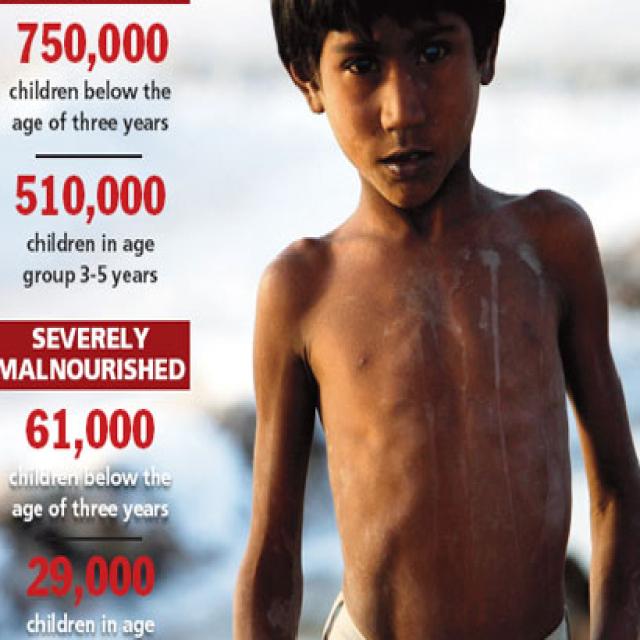 750,000
children below the
age of three years
510,000
children in age
group 3-5 years
SEVERELY
MALNOURISHED
61,000
children below the
age of three years
29,000
children in age